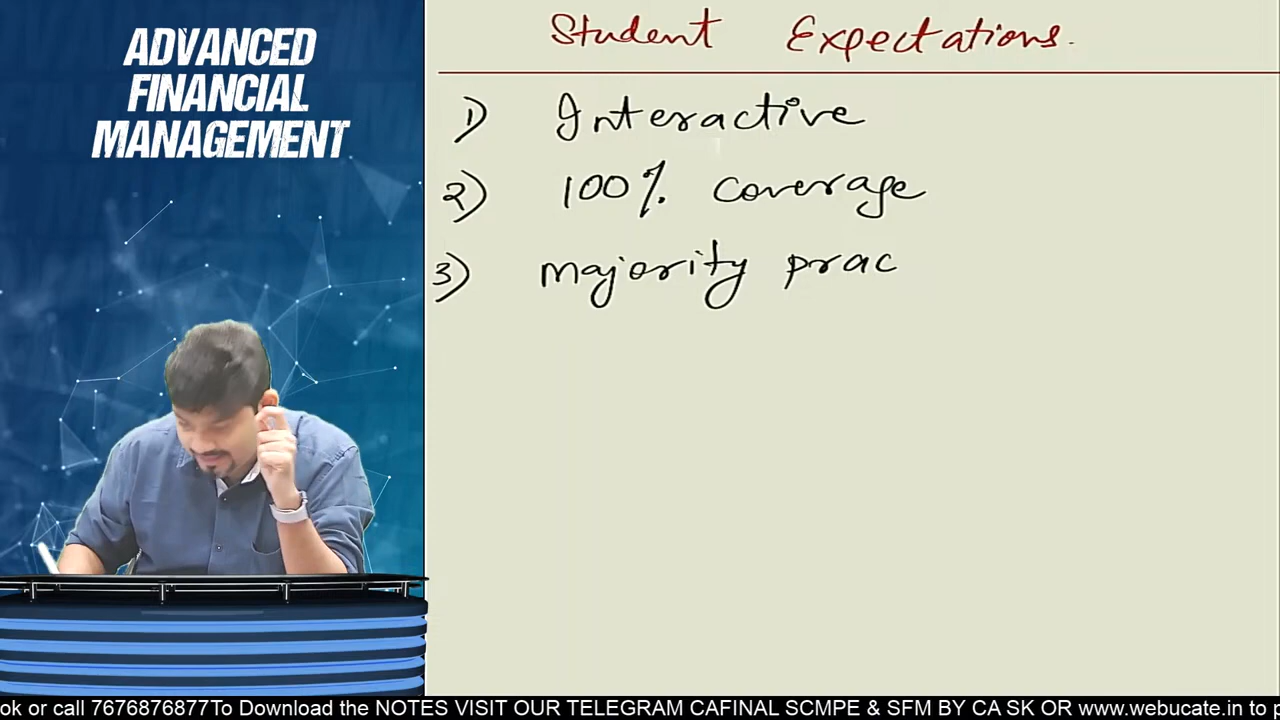 ADVANCED
FINANCIAL
MANAGEMENT
Student Expectations.
1) Interactive
2) 100% coverage
3) majority prac
ok or call 7676876877To Download the NOTES VISIT OUR TELEGRAM CAFINAL SCMPE & SFM BY CA SK OR www.webucate.in to p